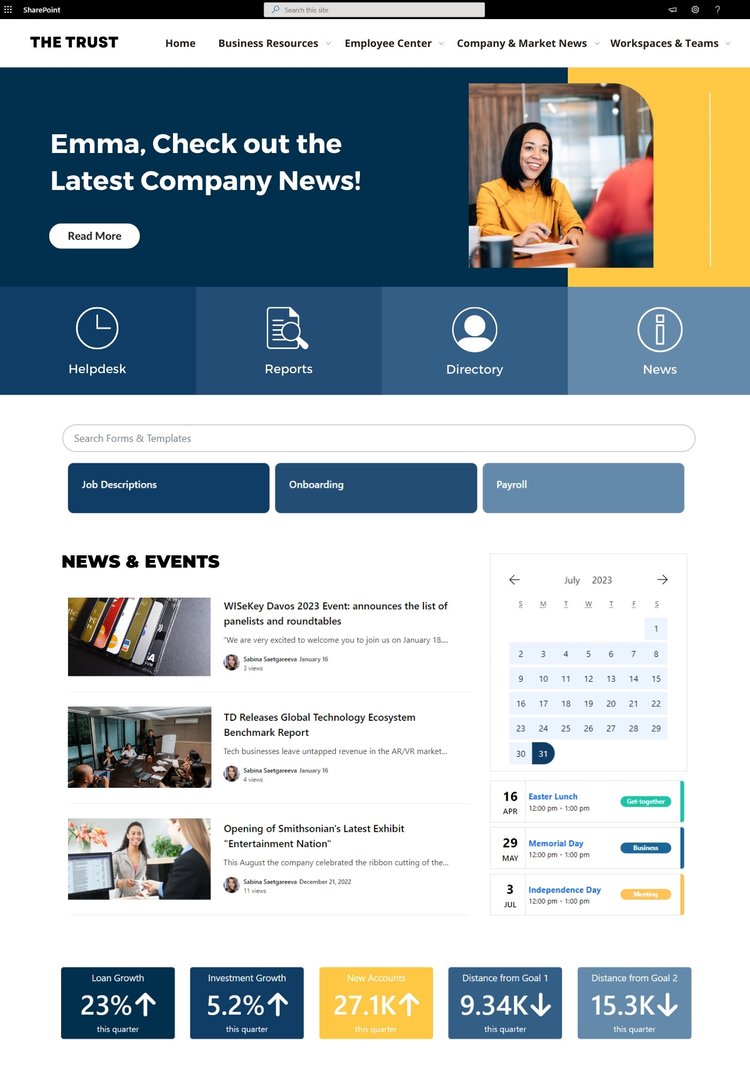 SharePoint
Search this site
?
THE TRUST
Home
Business Resources
Employee Center
Company & Market News
Workspaces & Teams
Emma, Check out the
Latest Company News!
Read More
Helpdesk
Reports
Directory
News
Search Forms & Templates
Job Descriptions
Onboarding
Payroll
NEWS & EVENTS
WISeKey Davos 2023 Event: announces the list of
panelists and roundtables
"We are very excited to welcome you to join us on January 18....
Sabina Saetgareeva January 16
3 views
TD Releases Global Technology Ecosystem
Benchmark Report
Tech businesses leave untapped revenue in the AR/VR market...
Sabina Saetgareeva January 16
4 views
Opening of Smithsonian's Latest Exhibit
"Entertainment Nation"
This August the company celebrated the ribbon cutting of the...
Sabina Saetgareeva December 21, 2022
11 views
July 2023
S M T W T F S
1
2 3 4 5 6 7 8
9 10 11 12 13 14 15
16 17 18 19 20 21 22
23 24 25 26 27 28 29
30 31
16
APR
Easter Lunch
12:00 pm - 1:00 pm
Get-together
29
MAY
Memorial Day
12:00 pm - 1:00 pm
Business
3
JUL
Independence Day
12:00 pm - 1:00 pm
Meeting
Loan Growth
23%↑
this quarter
Investment Growth
5.2%↑
this quarter
New Accounts
27.1K↑
this quarter
Distance from Goal 1
9.34K↓
this quarter
Distance from Goal 2
15.3K↓
this quarter